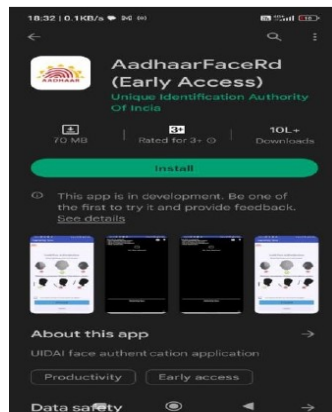 18:32 | 0.1KB/s
AADHAAR
AadhaarFaceRd
(Early Access)
Unique Identification Authority
Of Incia
70 MB
3+
Rated for 3+
10L+
Downloads
Install
This app is in development. Be one of
the first to try it and provide feedback.
See details
About this app
UIDAI face authentication application
Productivity
Early access
Data safety